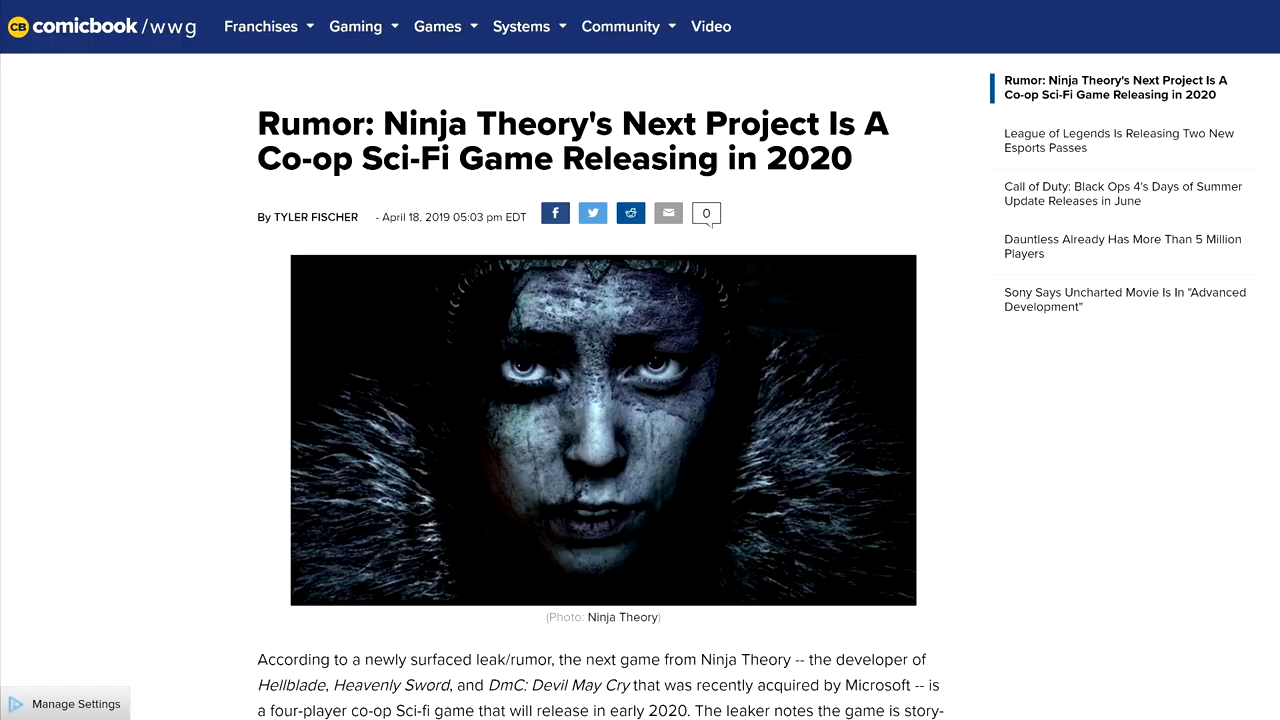 CB comicbook /wwg Franchises Gaming Games Systems Community Video
Rumor: Ninja Theory's Next Project Is A
Co-op Sci-Fi Game Releasing in 2020
By TYLER FISCHER - April 18, 2019 05:03 pm EDT f 0
(Photo: Ninja Theory)
According to a newly surfaced leak/rumor, the next game from Ninja Theory -- the developer of
Hellblade, Heavenly Sword, and DmC: Devil May Cry that was recently acquired by Microsoft -- is
a four-player co-op Sci-fi game that will release in early 2020. The leaker notes the game is story-
Rumor: Ninja Theory's Next Project Is A
Co-op Sci-Fi Game Releasing in 2020
League of Legends Is Releasing Two New
Esports Passes
Call of Duty: Black Ops 4's Days of Summer
Update Releases in June
Dauntless Already Has More Than 5 Million
Players
Sony Says Uncharted Movie Is In "Advanced
Development"
Manage Settings